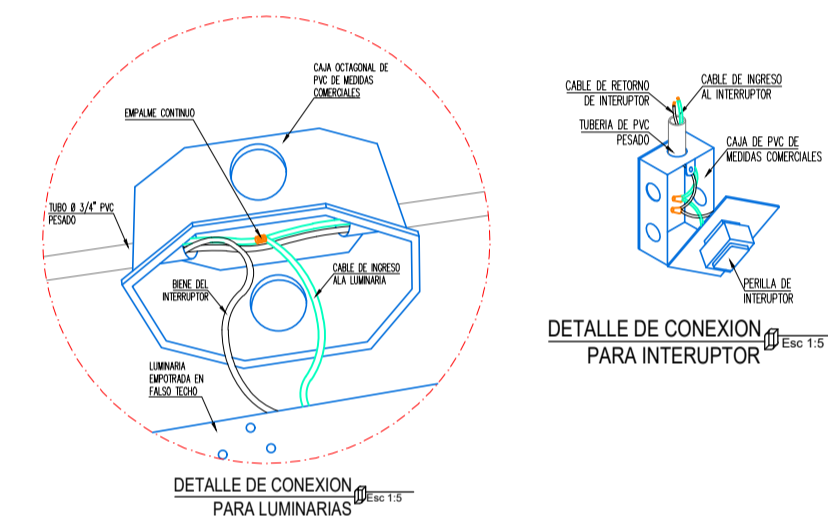 CAJA OCTAGONAL DE
PVC DE MEDIDAS
COMERCIALES
EMPALME CONTINUO
TUBO Ø 3/4" PVC
PESADO
BIENE DEL
INTERRUPTOR
CABLE DE INGRESO
ALA LUMINARIA
LUMINARIA
EMPOTRADA EN
FALSO TECHO
DETALLE DE CONEXION
PARA LUMINARIAS
Esc 1:5
CABLE DE RETORNO
DE INTERUPTOR
CABLE DE INGRESO
AL INTERRUPTOR
TUBERIA DE PVC
PESADO
CAJA DE PVC DE
MEDIDAS COMERCIALES
PERILLA DE
INTERUPTOR
DETALLE DE CONEXION
PARA INTERUPTOR
Esc 1:5